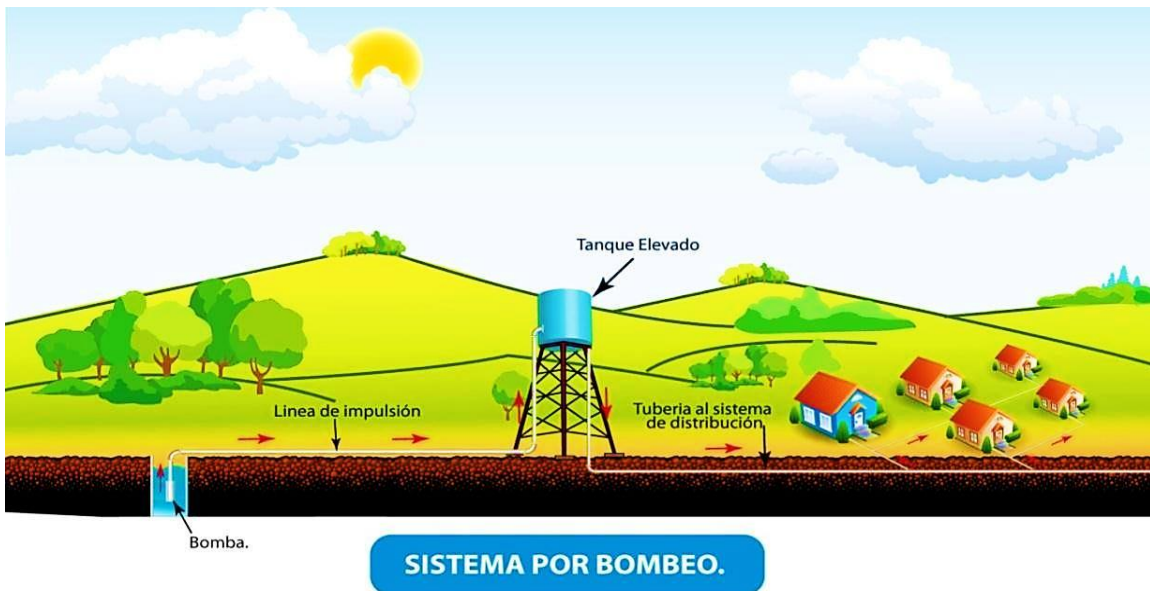 Tanque Elevado
Linea de impulsión
Tuberia al sistema
de distribución
Bomba.
SISTEMA POR BOMBEO.